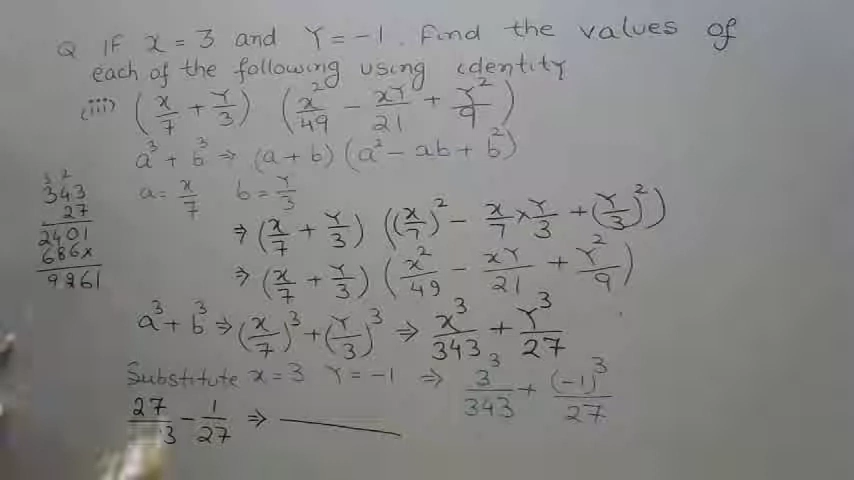 Q IF x = 3 and Y = -1. Find the values of
each of the following using identity
(iii) (x/7 + Y/3) (x²/49 - xY/21 + Y²/9)
a³ + b³ ⇒ (a + b) (a² - ab + b²)
a = x/7 b = Y/3
⇒ (x/7 + Y/3) ((x/7)² - x/7 × Y/3 + (Y/3)²)
⇒ (x/7 + Y/3) (x²/49 - xY/21 + Y²/9)
a³ + b³ ⇒ (x/7)³ + (Y/3)³ ⇒ x³/343 + Y³/27
Substitute x = 3 Y = -1 ⇒ 3³/343 + (-1)³/27
27/ 3 - 1/27 ⇒
3 2
343
27
2401
686x
9261